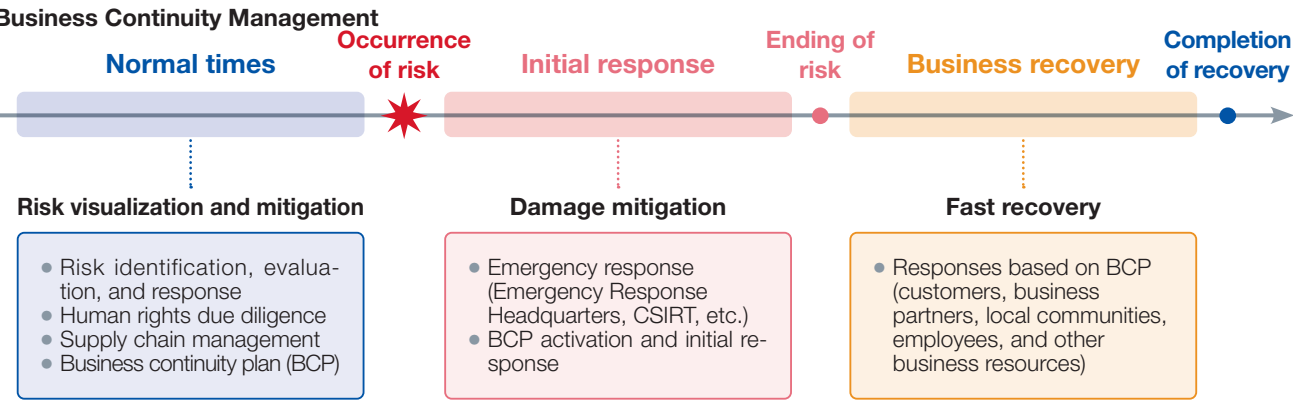 Business Continuity Management
Normal times
Occurrence
of risk
Initial response
Ending of
risk
Business recovery
Completion
of recovery
Risk visualization and mitigation
● Risk identification, evalua-
tion, and response
● Human rights due diligence
● Supply chain management
● Business continuity plan (BCP)
Damage mitigation
● Emergency response
(Emergency Response
Headquarters, CSIRT, etc.)
● BCP activation and initial re-
sponse
Fast recovery
● Responses based on BCP
(customers, business
partners, local communities,
employees, and other
business resources)